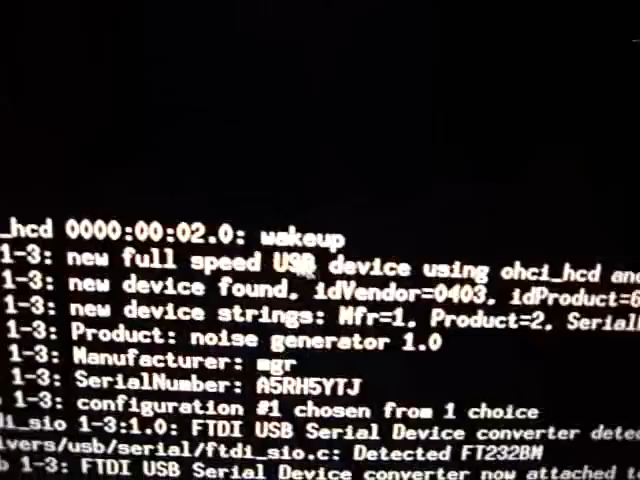 _hcd 0000:00:02.0: wakeup
1-3: new full speed USB device using ohci_hcd and
1-3: new device found, idVendor=0403, idProduct=6
1-3: new device strings: Mfr=1, Product=2, Serial
1-3: Product: noise generator 1.0
1-3: Manufacturer: mgr
1-3: SerialNumber: A5RH5YTJ
1-3: configuration #1 chosen from 1 choice
di_sio 1-3:1.0: FTDI USB Serial Device converter detec
ivers/usb/serial/ftdi_sio.c: Detected FT232BM
b 1-3: FTDI USB Serial Device converter now attached t